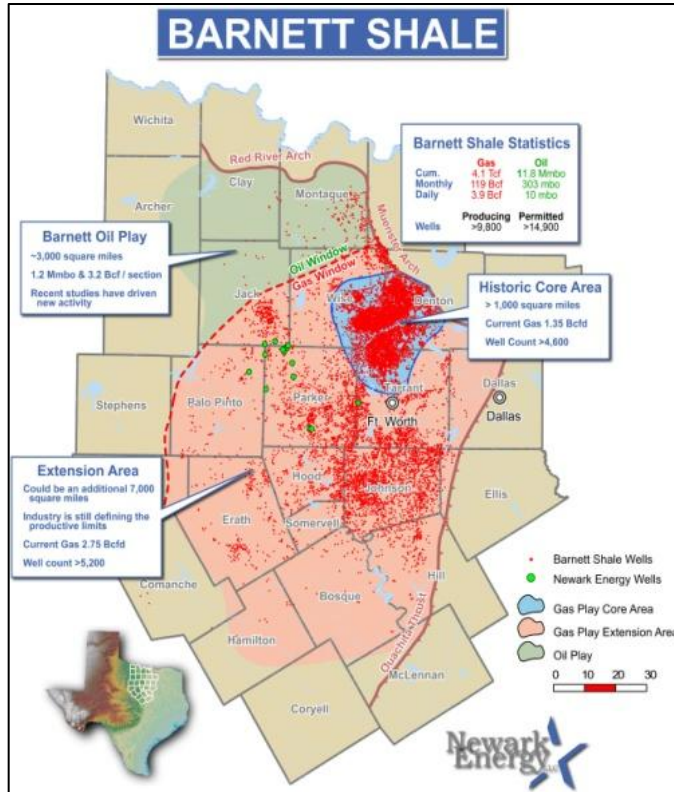 BARNETT SHALE
Wichita
Red River Arch
Clay
Montague
Archer
Muenster Arch
Barnett Shale Statistics
Gas Oil
Cum. 4.1 Tcf 11.8 Mmbo
Monthly 119 Bcf 303 mbo
Daily 3.9 Bcf 10 mbo
Producing Permitted
Wells >9,800 >14,900
Barnett Oil Play
~3,000 square miles
1.2 Mmbo & 3.2 Bcf / section
Recent studies have driven
new activity
Oil Window
Gas Window
Jack
Wise
Denton
Historic Core Area
> 1,000 square miles
Current Gas 1.35 Bcfd
Well Count >4,600
Stephens
Palo Pinto
Parker
Tarrant
Ft. Worth
Dallas
Dallas
Extension Area
Could be an additional 7,000
square miles
Industry is still defining the
productive limits
Current Gas 2.75 Bcfd
Well count >5,200
Hood
Johnson
Ellis
Erath
Somervell
Comanche
Bosque
Hill
Hamilton
Ouachita Thrust
McLennan
Coryell
Barnett Shale Wells
Newark Energy Wells
Gas Play Core Area
Gas Play Extension Area
Oil Play
0 10 20 30
Newark
Energy